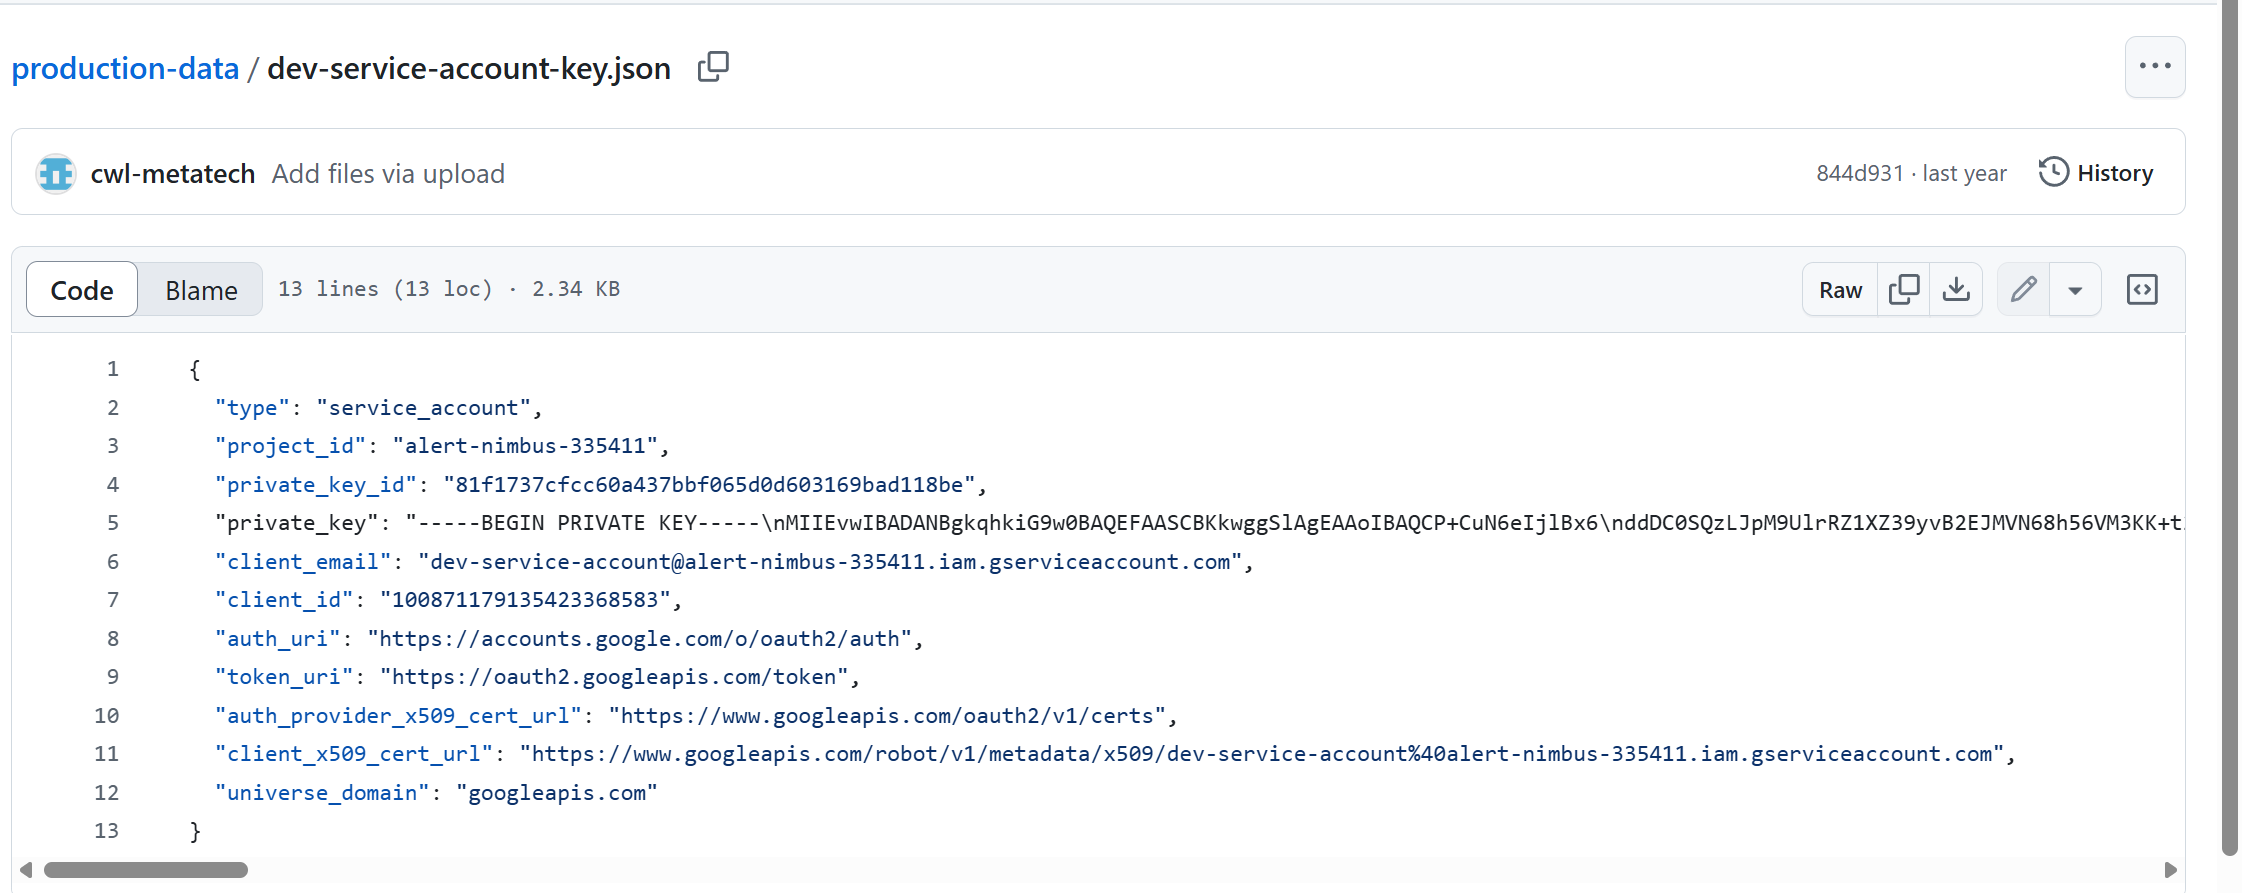 production-data / dev-service-account-key.json
cwl-metatech Add files via upload 844d931 · last year History
Code Blame 13 lines (13 loc) · 2.34 KB Raw
1 {
2 "type": "service_account",
3 "project_id": "alert-nimbus-335411",
4 "private_key_id": "81f1737cfcc60a437bbf065d0d603169bad118be",
5 "private_key": "-----BEGIN PRIVATE KEY-----\nMIIEvwIBADANBgkqhkiG9w0BAQEFAASCBKkwggSlAgEAAoIBAQCP+CuN6eIjlBx6\nddDC0SQzLJpM9UlrRZ1XZ39yvB2EJMVN68h56VM3KK+t
6 "client_email": "dev-service-account@alert-nimbus-335411.iam.gserviceaccount.com",
7 "client_id": "100871179135423368583",
8 "auth_uri": "https://accounts.google.com/o/oauth2/auth",
9 "token_uri": "https://oauth2.googleapis.com/token",
10 "auth_provider_x509_cert_url": "https://www.googleapis.com/oauth2/v1/certs",
11 "client_x509_cert_url": "https://www.googleapis.com/robot/v1/metadata/x509/dev-service-account%40alert-nimbus-335411.iam.gserviceaccount.com",
12 "universe_domain": "googleapis.com"
13 }